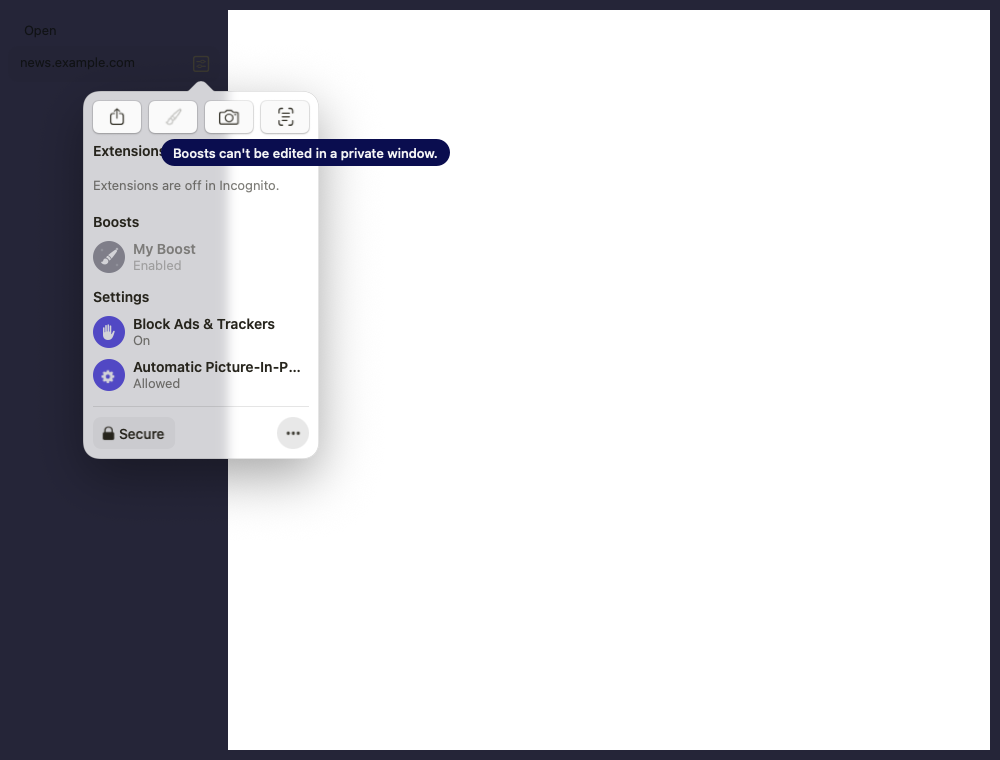 Open
news.example.com
Extensions
Boosts can't be edited in a private window.
Extensions are off in Incognito.
Boosts
My Boost
Enabled
Settings
Block Ads & Trackers
On
Automatic Picture-In-P...
Allowed
Secure